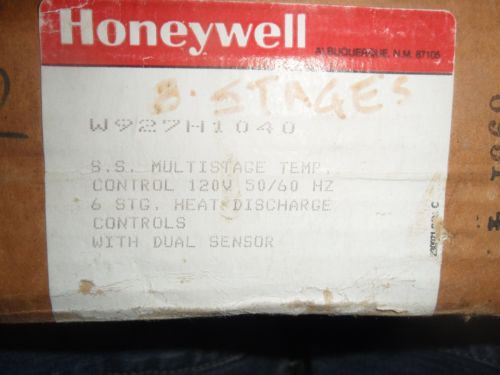 Honeywell
ALBUQUERQUE, N.M. 87105
8. STAGES
W927H1040
S.S. MULTISTAGE TEMP.
CONTROL 120V 50/60 HZ
6 STG. HEAT DISCHARGE
CONTROLS
WITH DUAL SENSOR